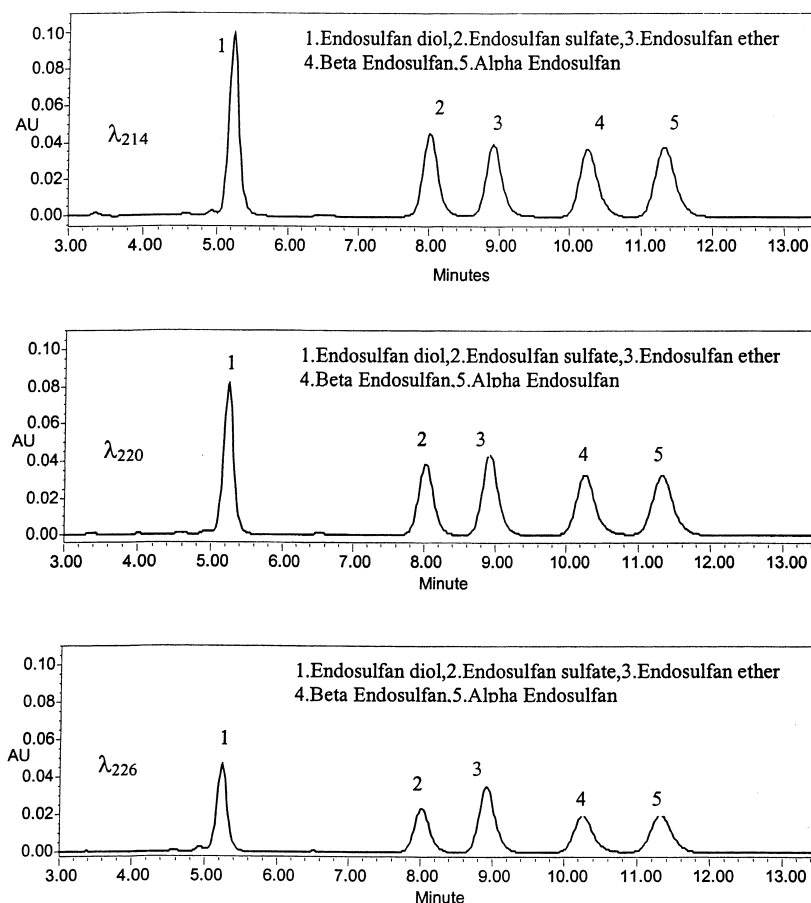 1.Endosulfan diol,2.Endosulfan sulfate,3.Endosulfan ether
4.Beta Endosulfan,5.Alpha Endosulfan
0.10
0.08
0.06
AU
0.04
0.02
0.00
λ214
1
2
3
4
5
3.00 4.00 5.00 6.00 7.00 8.00 9.00 10.00 11.00 12.00 13.00
Minutes
1.Endosulfan diol,2.Endosulfan sulfate,3.Endosulfan ether
4.Beta Endosulfan,5.Alpha Endosulfan
0.10
0.08
0.06
AU
0.04
0.02
0.00
λ220
1
2
3
4
5
3.00 4.00 5.00 6.00 7.00 8.00 9.00 10.00 11.00 12.00 13.00
Minute
1.Endosulfan diol,2.Endosulfan sulfate,3.Endosulfan ether
4.Beta Endosulfan,5.Alpha Endosulfan
0.10
0.08
0.06
AU
0.04
0.02
0.00
λ226
1
2
3
4
5
3.00 4.00 5.00 6.00 7.00 8.00 9.00 10.00 11.00 12.00 13.00
Minute